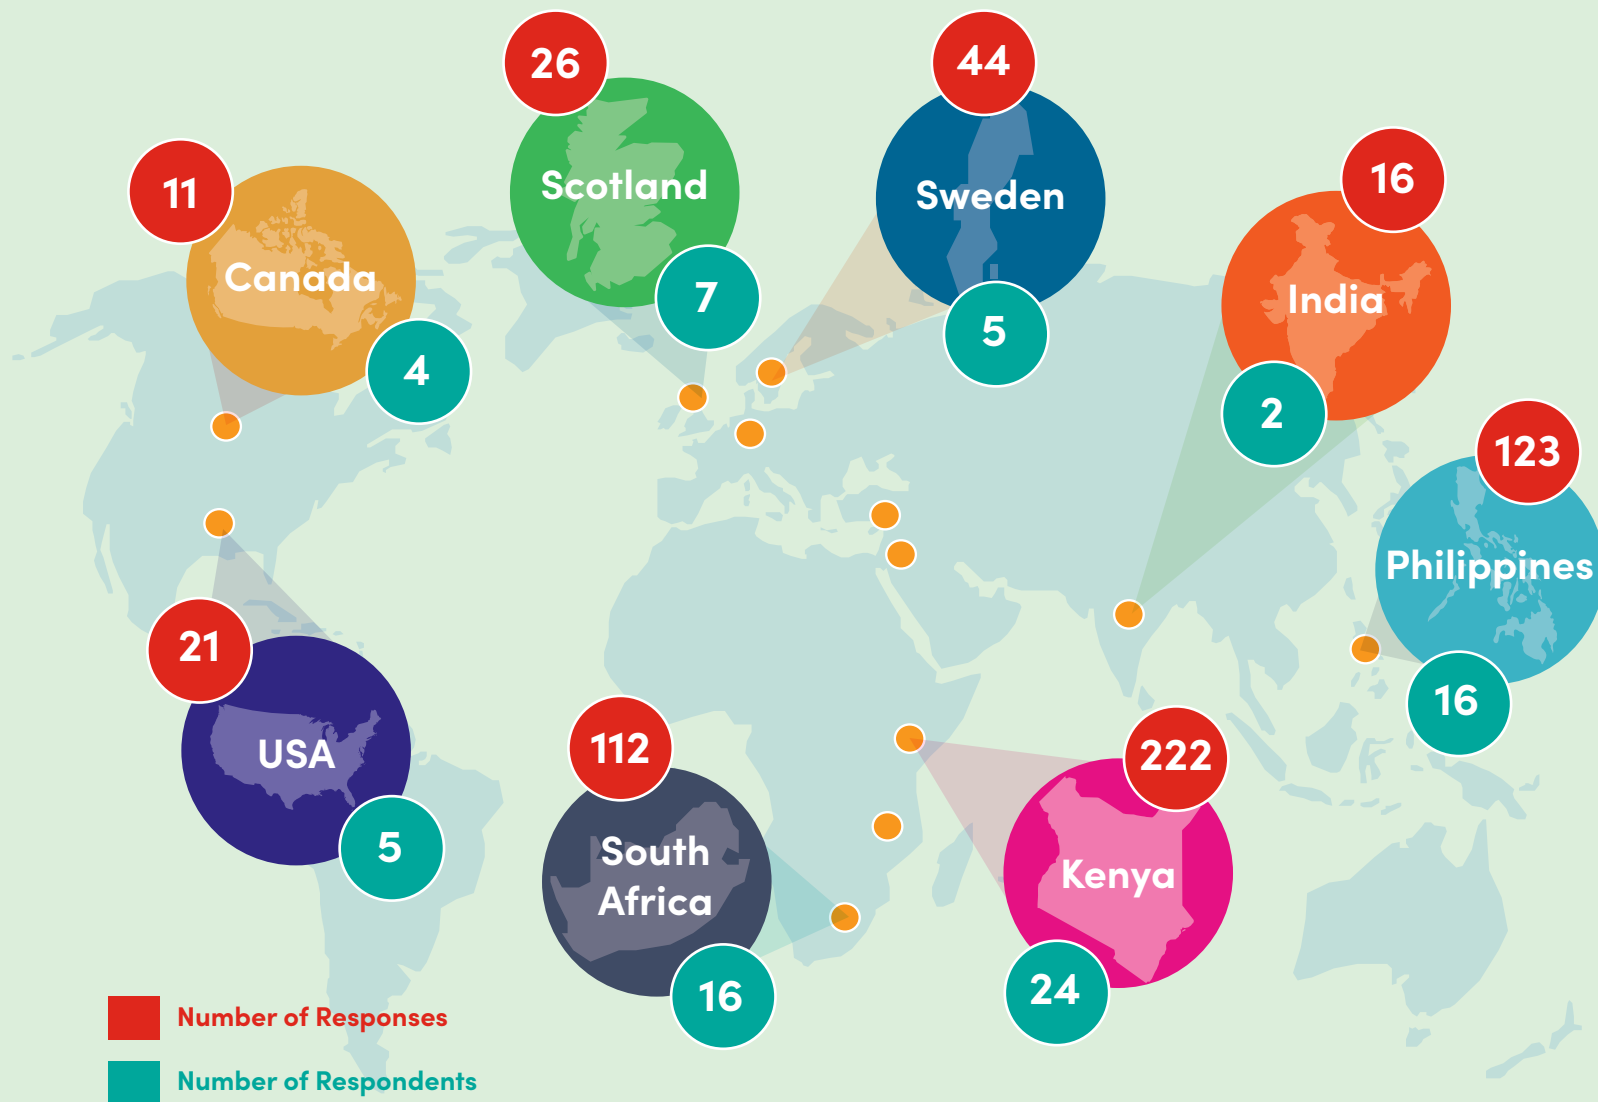 26
Scotland
7
44
Sweden
5
11
Canada
4
16
India
2
123
Philippines
16
21
USA
5
112
South
Africa
16
222
Kenya
24
Number of Responses
Number of Respondents